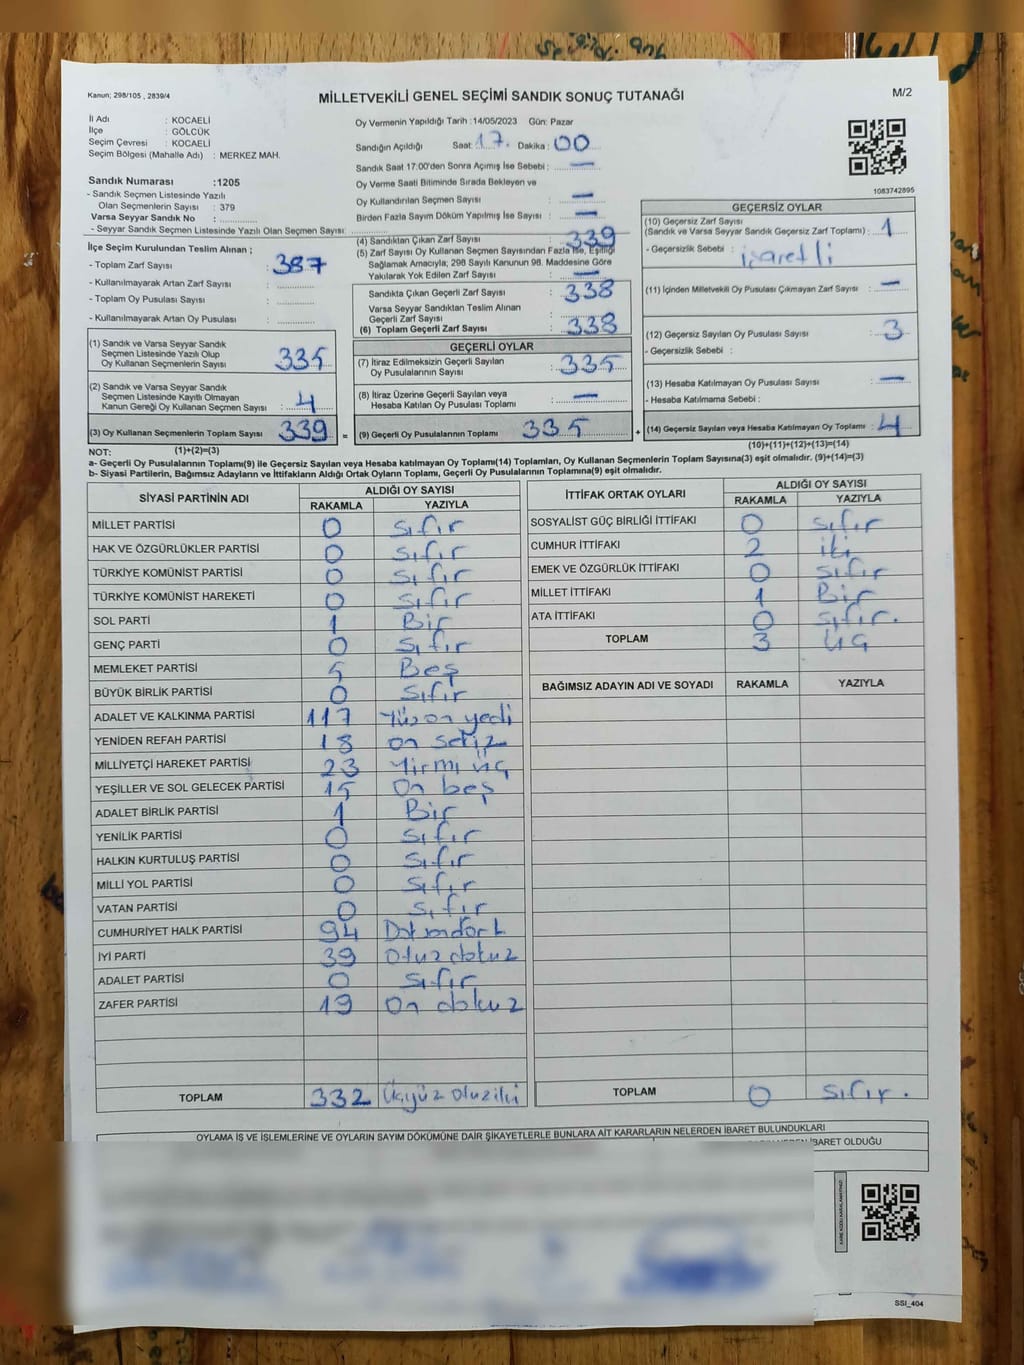 Kanun; 298/105 , 2839/4
MİLLETVEKİLİ GENEL SEÇİMİ SANDIK SONUÇ TUTANAĞI
M/2
İl Adı : KOCAELİ
İlçe : GÖLCÜK
Seçim Çevresi : KOCAELİ
Seçim Bölgesi (Mahalle Adı) : MERKEZ MAH.
Sandık Numarası :1205
- Sandık Seçmen Listesinde Yazılı
Olan Seçmenlerin Sayısı : 379
Varsa Seyyar Sandık No :
- Seyyar Sandık Seçmen Listesinde Yazılı Olan Seçmen Sayısı:
Oy Vermenin Yapıldığı Tarih :14/05/2023 Gün: Pazar
Sandığın Açıldığı Saat: 17. Dakika: 00
Sandık Saat 17:00'den Sonra Açımış İse Sebebi : —
Oy Verme Saati Bitiminde Sırada Bekleyen ve
Oy Kullandırılan Seçmen Sayısı : —
Birden Fazla Sayım Döküm Yapılmış İse Sayısı : —
1083742895
İlçe Seçim Kurulundan Teslim Alınan ;
- Toplam Zarf Sayısı : 387
- Kullanılmayarak Artan Zarf Sayısı :
- Toplam Oy Pusulası Sayısı :
- Kullanılmayarak Artan Oy Pusulası :
(1) Sandık ve Varsa Seyyar Sandık
Seçmen Listesinde Yazılı Olup
Oy Kullanan Seçmenlerin Sayısı : 335
(2) Sandık ve Varsa Seyyar Sandık
Seçmen Listesinde Kayıtlı Olmayan
Kanun Gereği Oy Kullanan Seçmen Sayısı : 4
(3) Oy Kullanan Seçmenlerin Toplam Sayısı 339
(1)+(2)=(3)
(4) Sandıktan Çıkan Zarf Sayısı : 339
(5) Zarf Sayısı Oy Kullanan Seçmen Sayısından Fazla İse, Eşitliği
Sağlamak Amacıyla; 298 Sayılı Kanunun 98. Maddesine Göre
Yakılarak Yok Edilen Zarf Sayısı : —
Sandıkta Çıkan Geçerli Zarf Sayısı : 338
Varsa Seyyar Sandıktan Teslim Alınan
Geçerli Zarf Sayısı :
(6) Toplam Geçerli Zarf Sayısı : 338
GEÇERLİ OYLAR
(7) İtiraz Edilmeksizin Geçerli Sayılan
Oy Pusulalarının Sayısı : 335
(8) İtiraz Üzerine Geçerli Sayılan veya
Hesaba Katılan Oy Pusulası Toplamı : —
= (9) Geçerli Oy Pusulalarının Toplamı 335
GEÇERSİZ OYLAR
(10) Geçersiz Zarf Sayısı
(Sandık ve Varsa Seyyar Sandık Geçersiz Zarf Toplamı) : 1
- Geçersizlik Sebebi : işaretli
(11) İçinden Milletvekili Oy Pusulası Çıkmayan Zarf Sayısı : —
(12) Geçersiz Sayılan Oy Pusulası Sayısı : 3
- Geçersizlik Sebebi :
(13) Hesaba Katılmayan Oy Pusulası Sayısı : —
- Hesaba Katılmama Sebebi :
+ (14) Geçersiz Sayılan veya Hesaba Katılmayan Oy Toplamı : 4
(10)+(11)+(12)+(13)=(14)
NOT:
a- Geçerli Oy Pusulalarının Toplamı(9) ile Geçersiz Sayılan veya Hesaba katılmayan Oy Toplamı(14) Toplamları, Oy Kullanan Seçmenlerin Toplam Sayısına(3) eşit olmalıdır. (9)+(14)=(3)
b- Siyasi Partilerin, Bağımsız Adayların ve İttifakların Aldığı Ortak Oyların Toplamı, Geçerli Oy Pusulalarının Toplamına(9) eşit olmalıdır.
SİYASİ PARTİNİN ADI ALDIĞI OY SAYISI
RAKAMLA YAZIYLA
MİLLET PARTİSİ 0 sıfır
HAK VE ÖZGÜRLÜKLER PARTİSİ 0 sıfır
TÜRKİYE KOMÜNİST PARTİSİ 0 sıfır
TÜRKİYE KOMÜNİST HAREKETİ 0 sıfır
SOL PARTİ 1 Bir
GENÇ PARTİ 0 sıfır
MEMLEKET PARTİSİ 5 Beş
BÜYÜK BİRLİK PARTİSİ 0 sıfır
ADALET VE KALKINMA PARTİSİ 117 Yüz on yedi
YENİDEN REFAH PARTİSİ 18 on sekiz
MİLLİYETÇİ HAREKET PARTİSİ 23 Yirmi üç
YEŞİLLER VE SOL GELECEK PARTİSİ 15 on beş
ADALET BİRLİK PARTİSİ 1 Bir
YENİLİK PARTİSİ 0 sıfır
HALKIN KURTULUŞ PARTİSİ 0 sıfır
MİLLİ YOL PARTİSİ 0 sıfır
VATAN PARTİSİ 0 sıfır
CUMHURİYET HALK PARTİSİ 94 Doksandört
İYİ PARTİ 39 Otuz dokuz
ADALET PARTİSİ 0 sıfır
ZAFER PARTİSİ 19 On dokuz
TOPLAM 332 Üçyüz Otuziki
İTTİFAK ORTAK OYLARI ALDIĞI OY SAYISI
RAKAMLA YAZIYLA
SOSYALİST GÜÇ BİRLİĞİ İTTİFAKI 0 sıfır
CUMHUR İTTİFAKI 2 iki
EMEK VE ÖZGÜRLÜK İTTİFAKI 0 sıfır
MİLLET İTTİFAKI 1 Bir
ATA İTTİFAKI 0 sıfır.
TOPLAM 3 üç
BAĞIMSIZ ADAYIN ADI VE SOYADI RAKAMLA YAZIYLA
TOPLAM 0 sıfır.
OYLAMA İŞ VE İŞLEMLERİNE VE OYLARIN SAYIM DÖKÜMÜNE DAİR ŞİKAYETLERLE BUNLARA AİT KARARLARIN NELERDEN İBARET BULUNDUKLARI
İBARET OLDUĞU
SSI_404